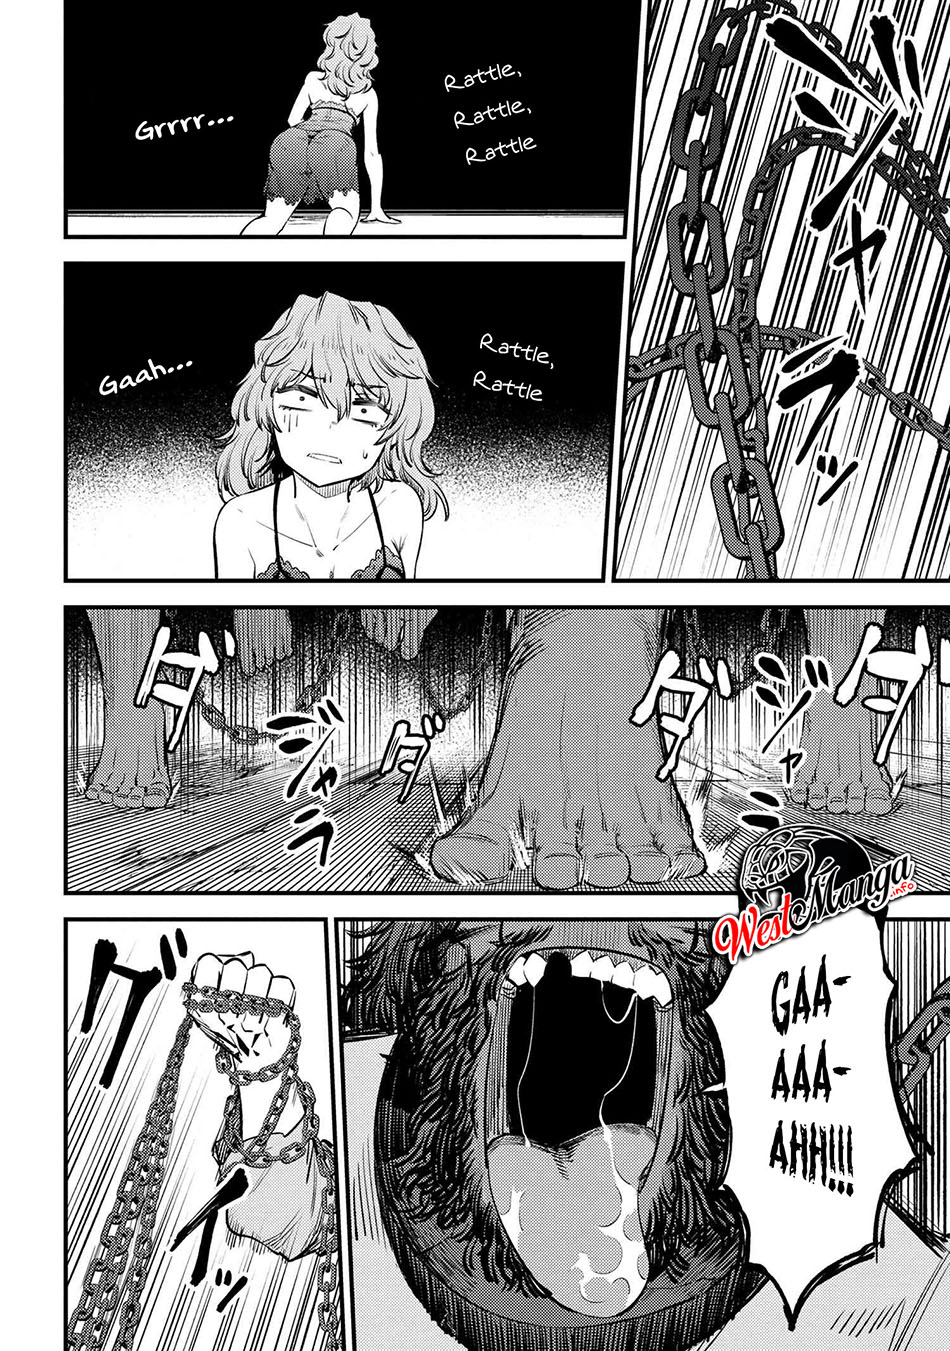 ジャラッ
Rattle,
Rattle,
Rattle
Grrrr...
Rattle,
Rattle
Gaah...
ダ
ジャラ
ダ
ジャラ
ダ
ダ
WestManga
.info
GAA-
AAA-
AHH!!!
グッ